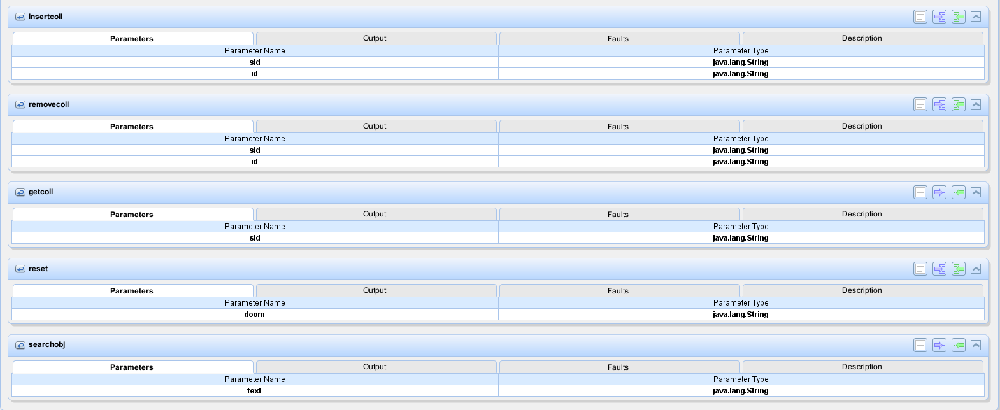 insertcoll
Parameters Output Faults Description
Parameter Name Parameter Type
sid java.lang.String
id java.lang.String
removecoll
Parameters Output Faults Description
Parameter Name Parameter Type
sid java.lang.String
id java.lang.String
getcoll
Parameters Output Faults Description
Parameter Name Parameter Type
sid java.lang.String
reset
Parameters Output Faults Description
Parameter Name Parameter Type
doom java.lang.String
searchobj
Parameters Output Faults Description
Parameter Name Parameter Type
text java.lang.String